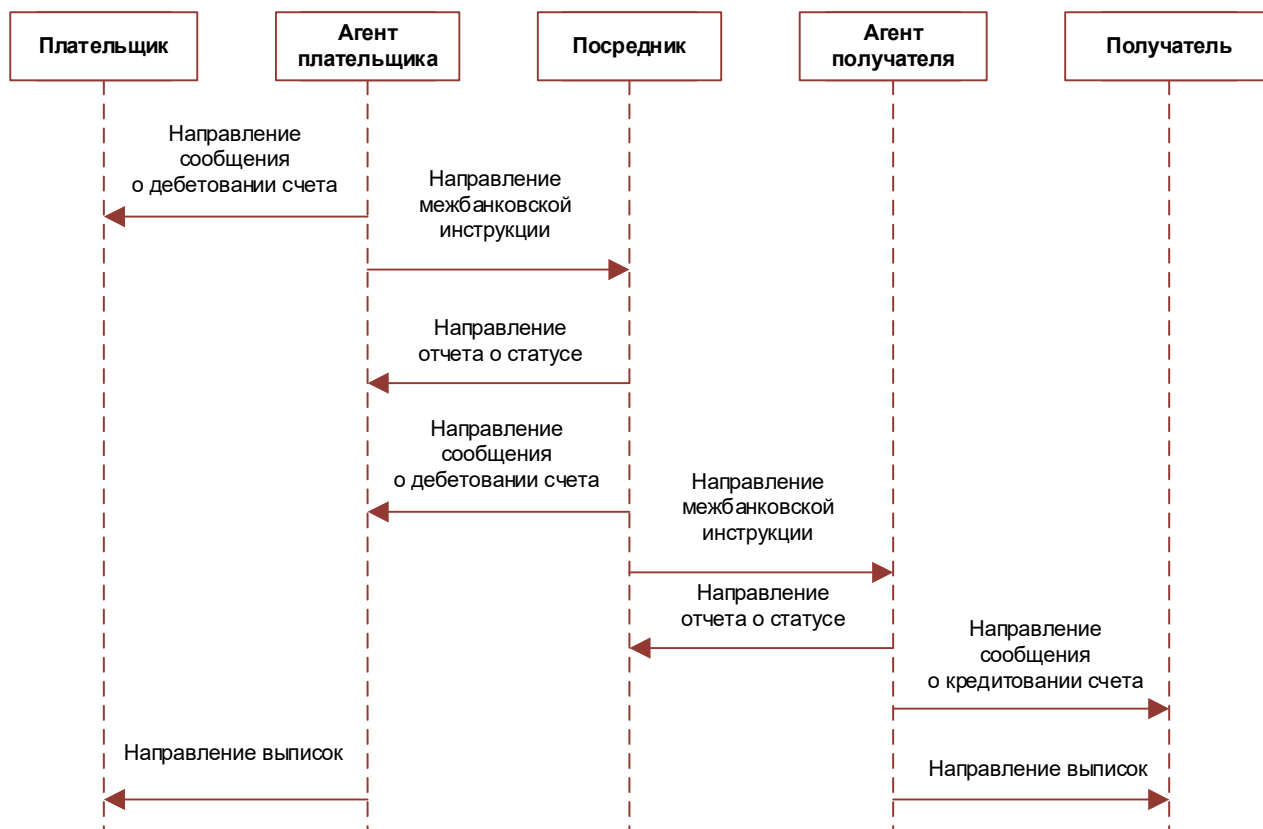 Плательщик
Агент
плательщика
Посредник
Агент
получателя
Получатель
Направление
сообщения
о дебетовании счета
Направление
межбанковской
инструкции
Направление
отчета о статусе
Направление
сообщения
о дебетовании счета
Направление
межбанковской
инструкции
Направление
отчета о статусе
Направление
сообщения
о кредитовании счета
Направление выписок
Направление выписок